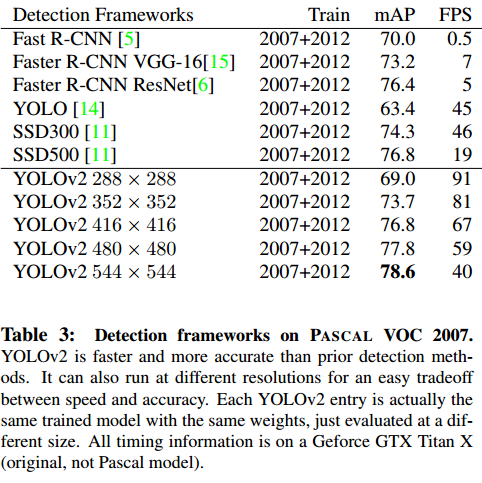 Detection Frameworks Train mAP FPS
Fast R-CNN [5] 2007+2012 70.0 0.5
Faster R-CNN VGG-16[15] 2007+2012 73.2 7
Faster R-CNN ResNet[6] 2007+2012 76.4 5
YOLO [14] 2007+2012 63.4 45
SSD300 [11] 2007+2012 74.3 46
SSD500 [11] 2007+2012 76.8 19
YOLOv2 288 × 288 2007+2012 69.0 91
YOLOv2 352 × 352 2007+2012 73.7 81
YOLOv2 416 × 416 2007+2012 76.8 67
YOLOv2 480 × 480 2007+2012 77.8 59
YOLOv2 544 × 544 2007+2012 78.6 40
Table 3: Detection frameworks on PASCAL VOC 2007.
YOLOv2 is faster and more accurate than prior detection meth-
ods. It can also run at different resolutions for an easy tradeoff
between speed and accuracy. Each YOLOv2 entry is actually the
same trained model with the same weights, just evaluated at a dif-
ferent size. All timing information is on a Geforce GTX Titan X
(original, not Pascal model).